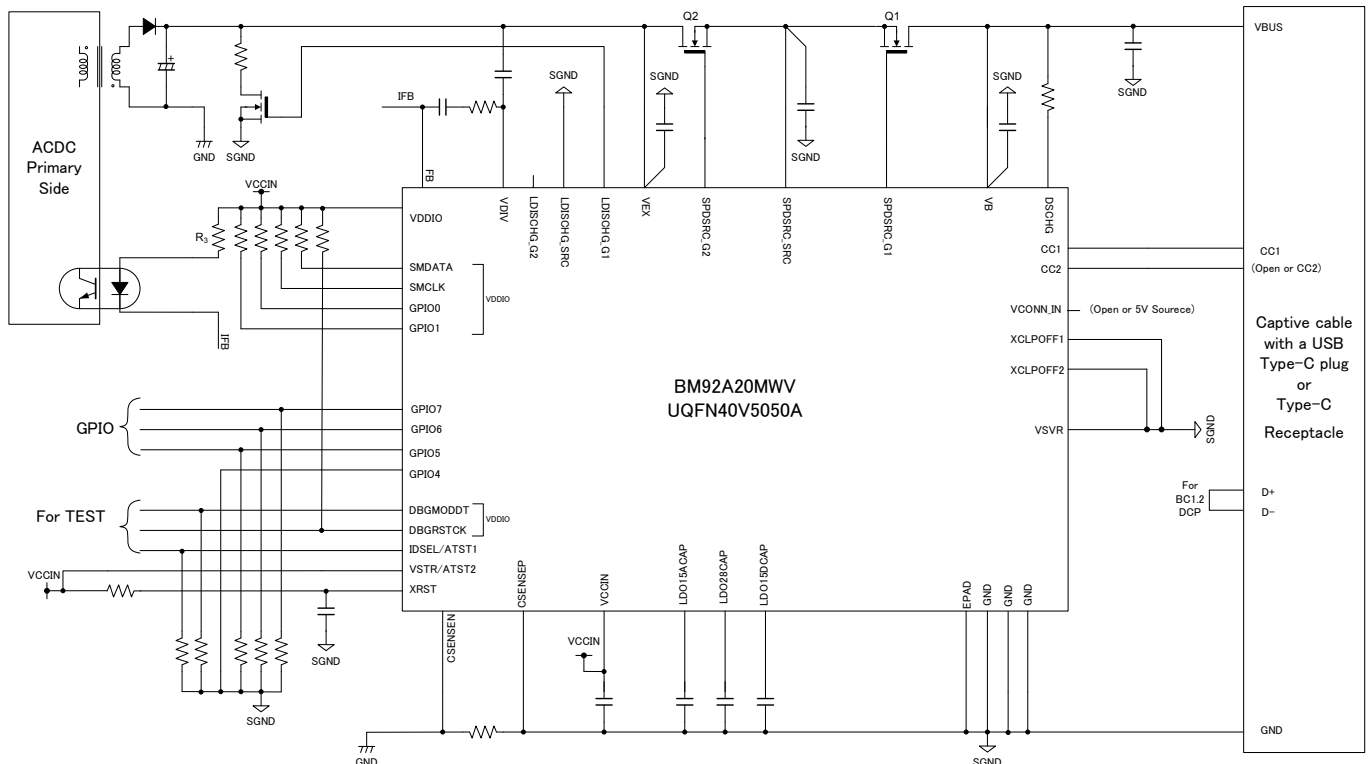 Q2
Q1
VBUS
SGND
SGND
SGND
SGND
IFB
ACDC
Primary
Side
GND
SGND
SGND
FB
VDIV
LDISCHG_G2
LDISCHG_SRC
LDISCHG_G1
VEX
SPDSRC_G2
SPDSRC_SRC
SPDSRC_G1
VB
DSCHG
VCCIN
VDDIO
R3
CC1
CC2
CC1
(Open or CC2)
SMDATA
SMCLK
GPIO0
GPIO1
VDDIO
IFB
VCONN_IN
(Open or 5V Sourece)
XCLPOFF1
XCLPOFF2
VSVR
SGND
Captive cable
with a USB
Type-C plug
or
Type-C
Receptacle
BM92A20MWV
UQFN40V5050A
GPIO
GPIO7
GPIO6
GPIO5
GPIO4
For
BC1.2
DCP
D+
D-
For TEST
DBGMODDT
DBGRSTCK
VDDIO
IDSEL/ATST1
VSTR/ATST2
XRST
VCCIN
CSENSEN
CSENSEP
VCCIN
LDO15ACAP
LDO28CAP
LDO15DCAP
EPAD
GND
GND
GND
SGND
VCCIN
SGND
GND
GND
SGND